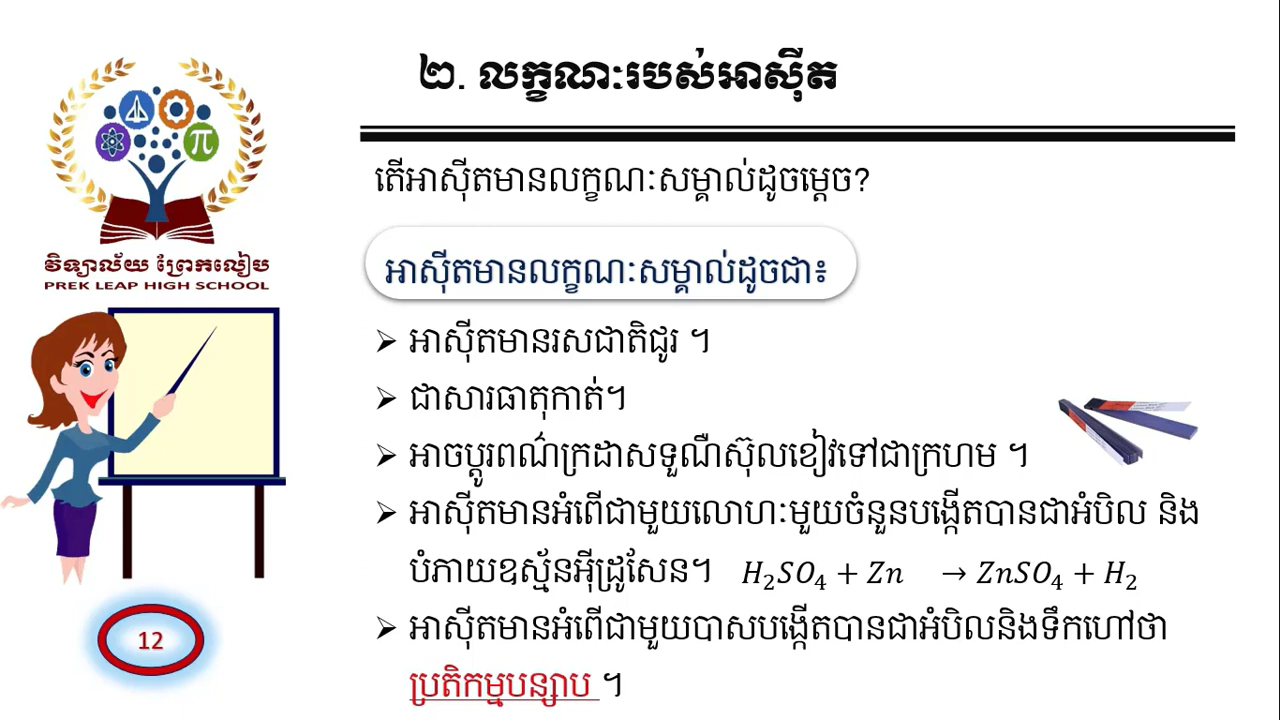 ២. លក្ខណៈរបស់អាស៊ីត
តើអាស៊ីតមានលក្ខណៈសម្គាល់ដូចម្ដេច?
អាស៊ីតមានលក្ខណៈសម្គាល់ដូចជា៖
វិទ្យាល័យ ព្រែកលៀប
PREK LEAP HIGH SCHOOL
➢ អាស៊ីតមានរសជាតិជូរ ។
➢ ជាសារធាតុកាត់។
➢ អាចប្ដូរពណ៌ក្រដាសទួណឺស៊ុលខៀវទៅជាក្រហម ។
➢ អាស៊ីតមានអំពើជាមួយលោហៈមួយចំនួនបង្កើតបានជាអំបិល និង
បំភាយឧស្ម័នអ៊ីដ្រូសែន។ H₂SO₄ + Zn → ZnSO₄ + H₂
➢ អាស៊ីតមានអំពើជាមួយបាសបង្កើតបានជាអំបិលនិងទឹកហៅថា
ប្រតិកម្មបន្សាប ។
12